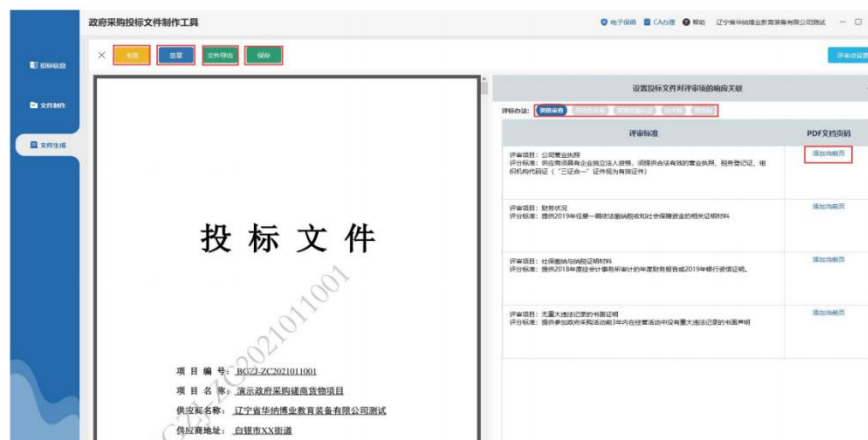 政府采购投标文件制作工具
电子保函 CA办理 帮助 辽宁省华纳博业教育装备有限公司测试
招标信息
文件制作
文件生成
签章
文件导出
保存
设置投标文件对评审项的响应关联
评标办法: 资格审查
评审标准 PDF文档页码
评审项目: 公司营业执照
评分标准: 供应商须具有企业独立法人资格, 须提供合法有效的营业执照、税务登记证、组
织机构代码证("三证合一"证件视为有效证件)
添加当前页
评审项目: 财务状况
评分标准: 提供2019年任意一期依法缴纳税收和社会保障资金的相关证明材料
添加当前页
评审项目: 社保缴纳与纳税证明材料
评分标准: 提供2018年度经会计事务所审计的年度财务报告或2019年银行资信证明。
添加当前页
评审项目: 无重大违法记录的书面证明
评分标准: 提供参加政府采购活动前3年内在经营活动中没有重大违法记录的书面声明
添加当前页
投标文件
项目编号: BGZJ-ZC2021011001
项目名称: 演示政府采购磋商货物项目
供应商名称: 辽宁省华纳博业教育装备有限公司测试
供应商地址: 白银市XX街道